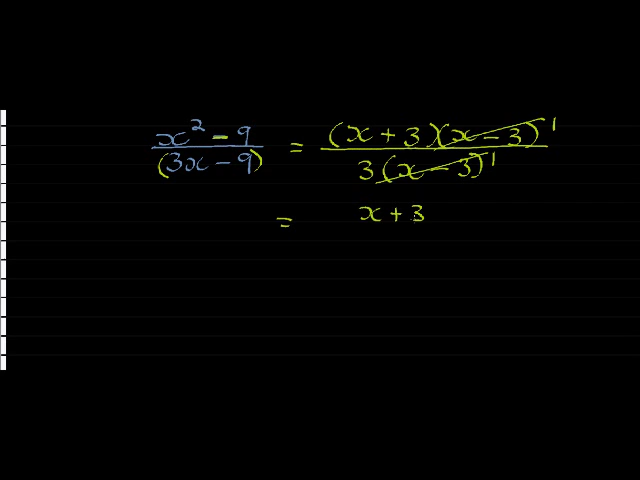 x² - 9 / (3x - 9) = (x + 3)(x - 3) 1 / 3(x - 3) 1
= x + 3